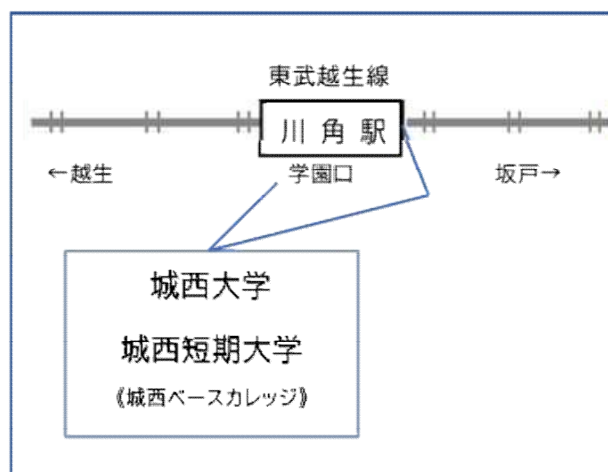 東武越生線
川角駅
←越生
学園口
坂戸→
城西大学
城西短期大学
《城西ベースカレッジ》